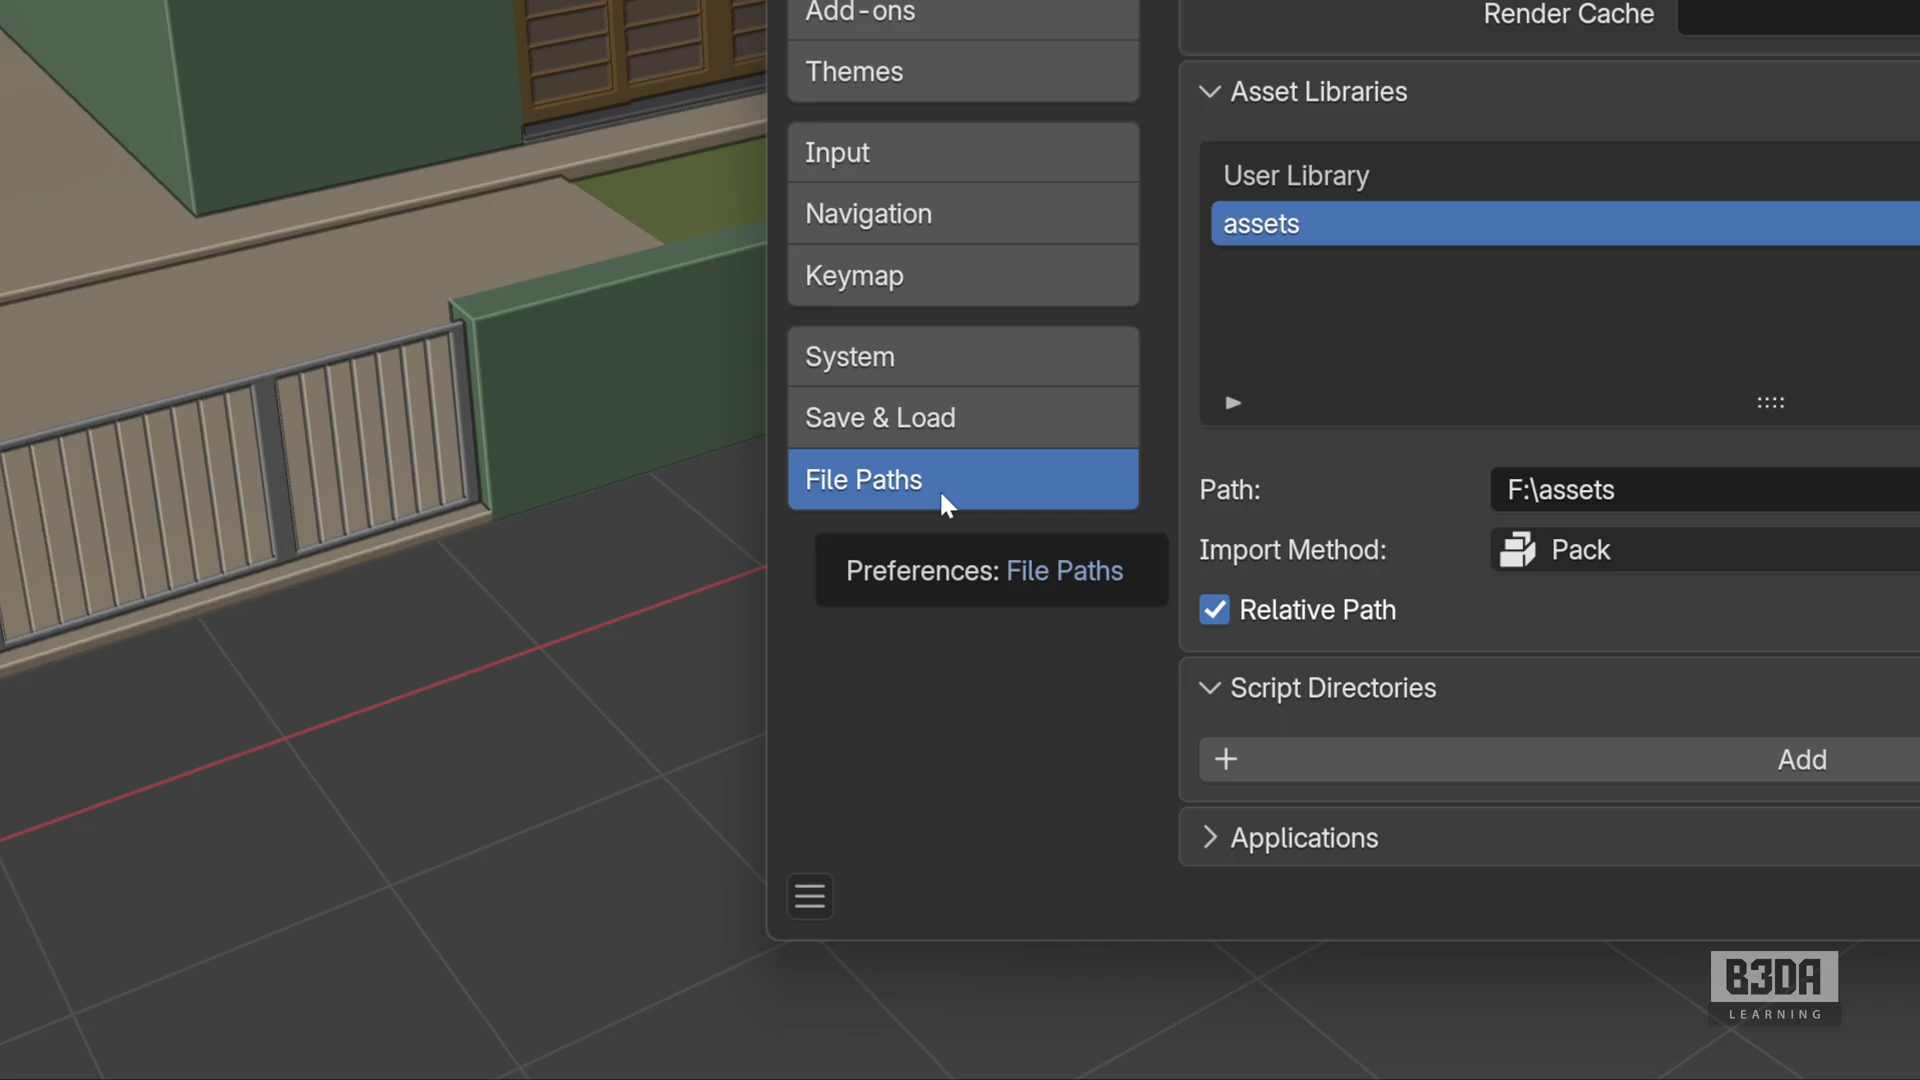 Add-ons
Themes
Input
Navigation
Keymap
System
Save & Load
File Paths
Preferences: File Paths
Render Cache
Asset Libraries
User Library
assets
Path: F:\assets
Import Method: Pack
Relative Path
Script Directories
Add
Applications
B3DA
LEARNING